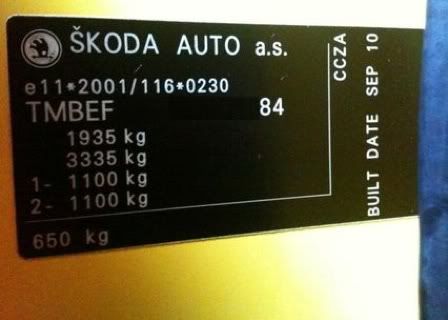 ŠKODA AUTO a.s.
e11*2001/116*0230
TMBEF 84
1935 kg
3335 kg
1- 1100 kg
2- 1100 kg
650 kg
CCZA
BUILT DATE SEP 10